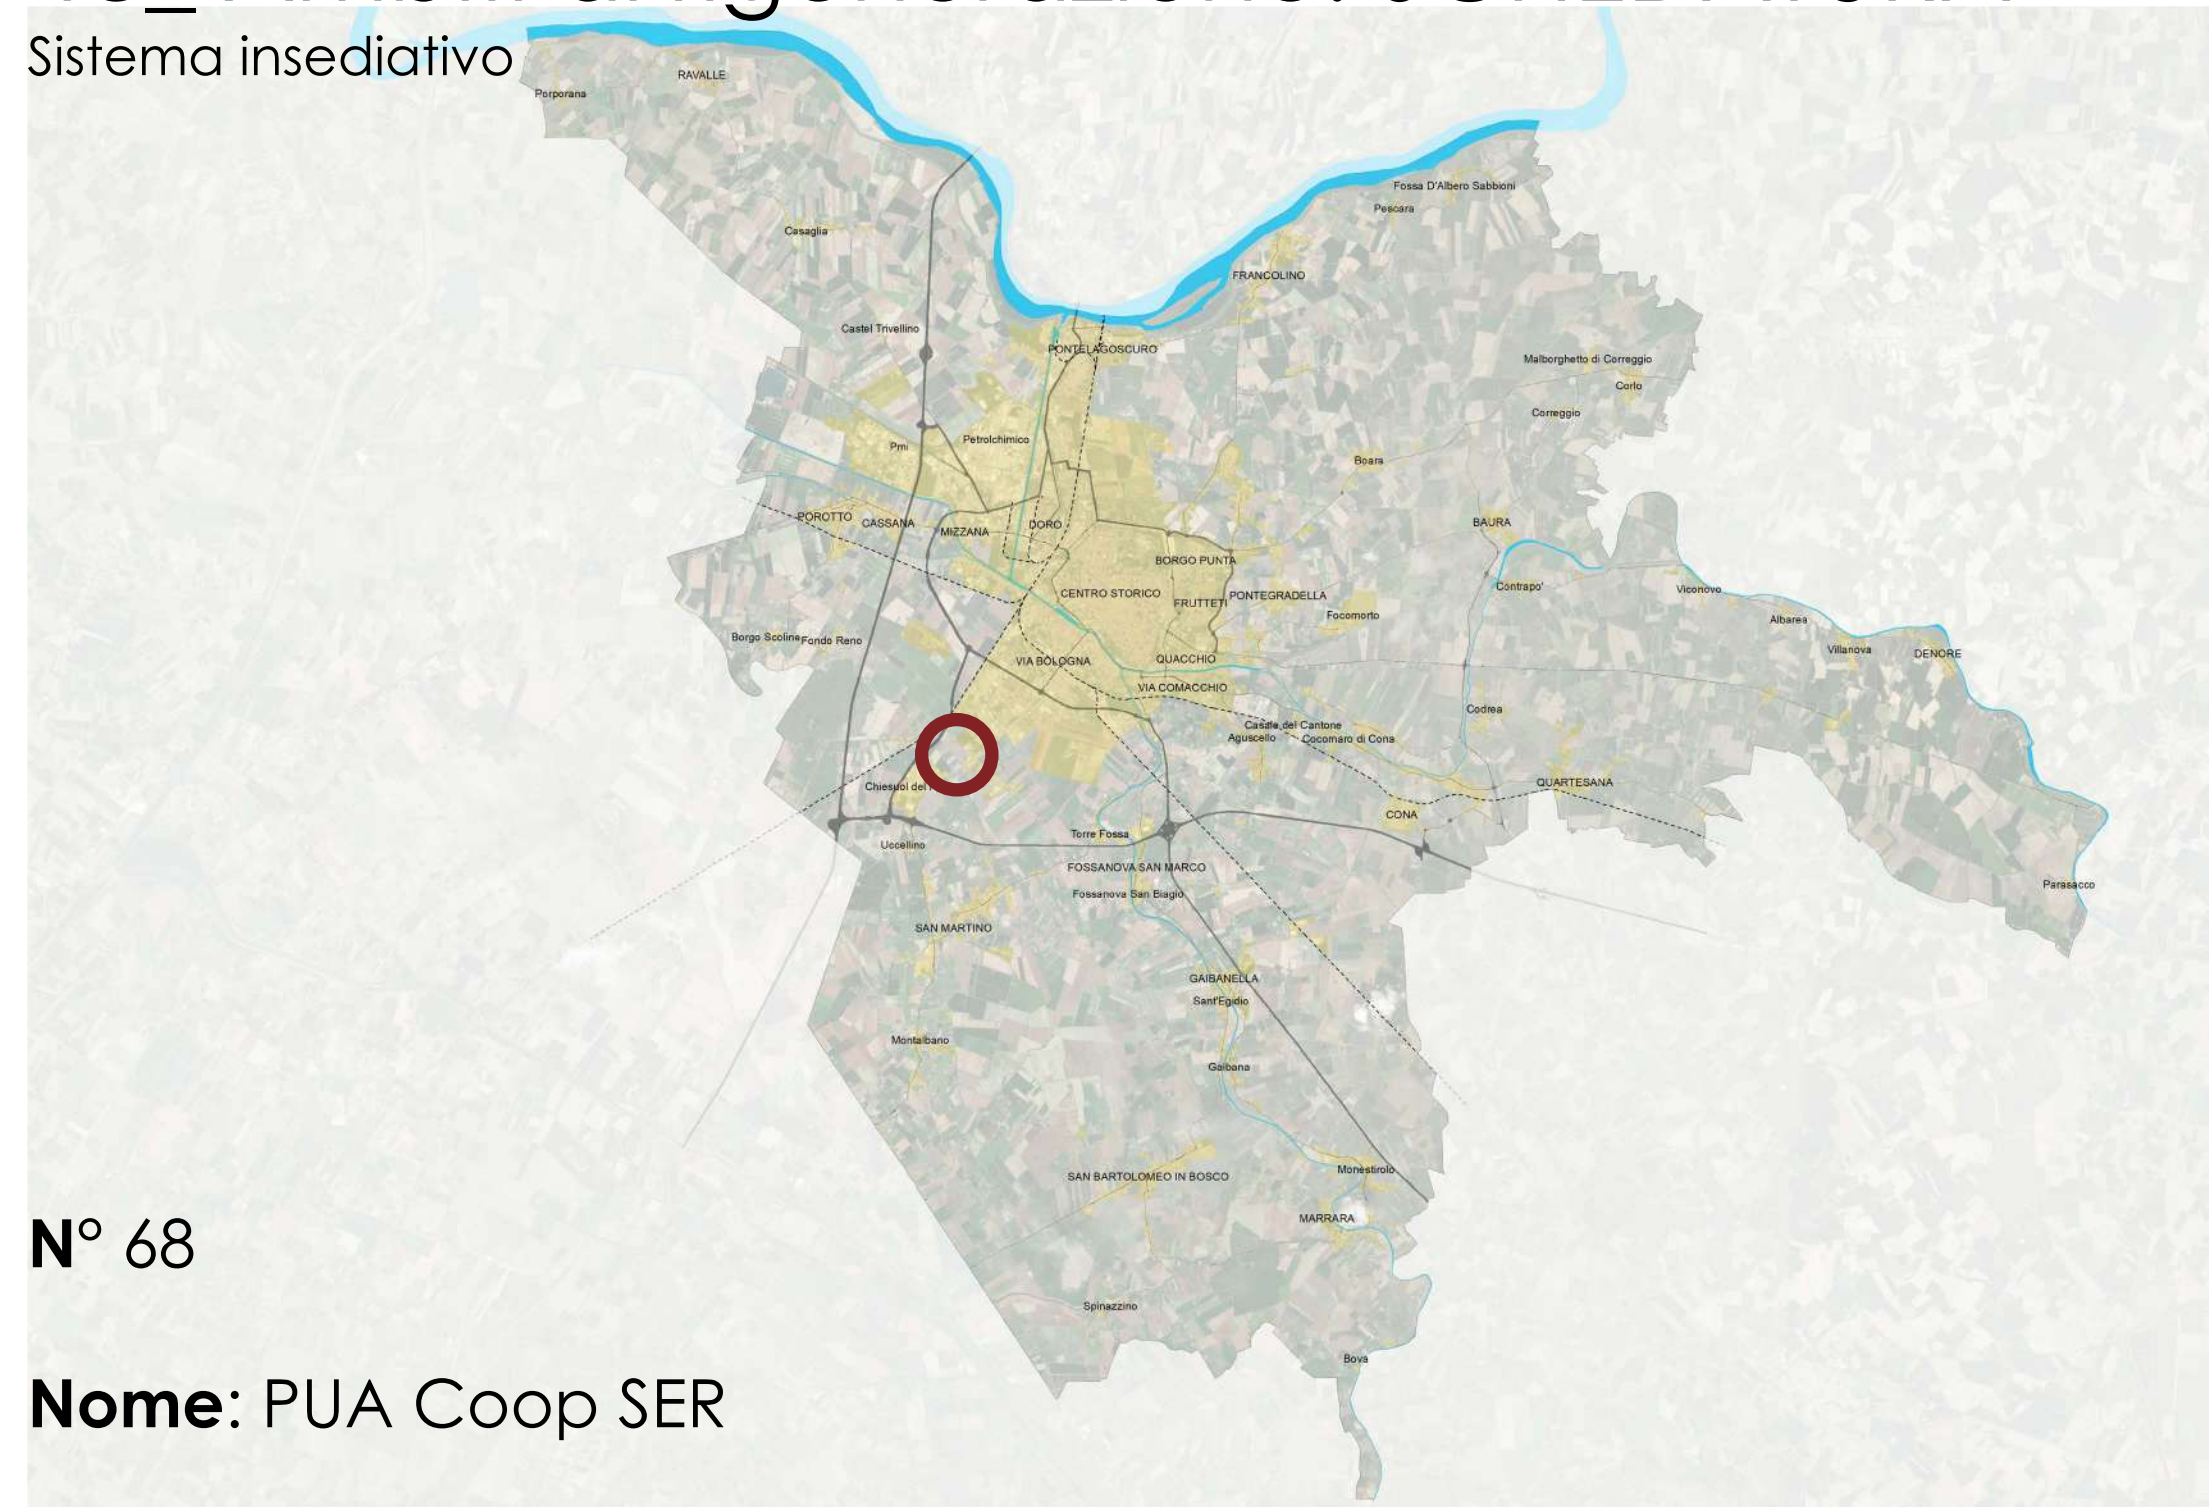 Sistema insediativo
RAVALLE
Porporana
Fossa D'Albero Sabbioni
Pescara
Casaglia
FRANCOLINO
Castel Trivellino
PONTELAGOSCURO
Malborghetto di Correggio
Corlo
Correggio
Petrolchimico
Pmi
Boara
POROTTO
CASSANA
MIZZANA
DORO
BAURA
BORGO PUNTA
CENTRO STORICO
FRUTTETI
PONTEGRADELLA
Contrapo'
Viconovo
Focomorto
Albarea
Borgo Scoline
Fondo Reno
Villanova
DENORE
VIA BOLOGNA
QUACCHIO
VIA COMACCHIO
Codrea
Casale del Cantone
Aguscello
Cocomaro di Cona
Chiesuol del
QUARTESANA
CONA
Torre Fossa
Uccellino
FOSSANOVA SAN MARCO
Fossanova San Biagio
Parasacco
SAN MARTINO
GAIBANELLA
Sant'Egidio
Montalbano
Gaibana
SAN BARTOLOMEO IN BOSCO
Monestirolo
MARRARA
N° 68
Spinazzino
Bova
Nome: PUA Coop SER